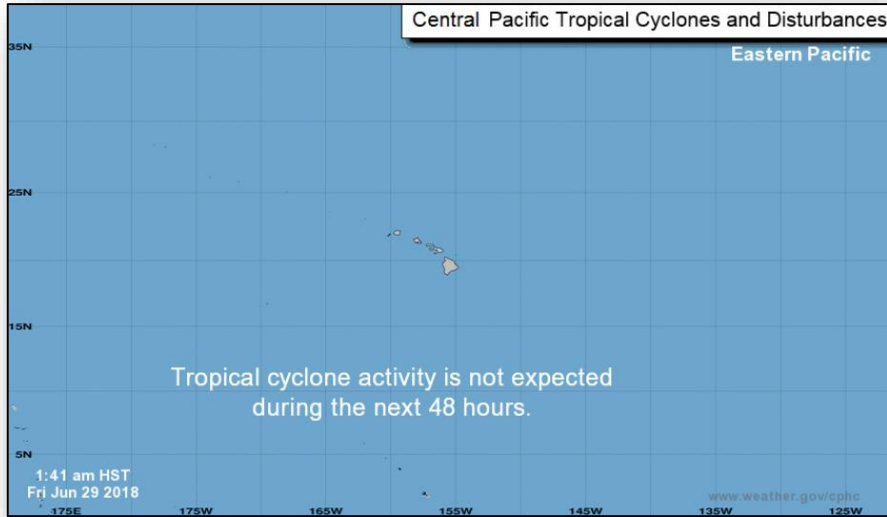 Central Pacific Tropical Cyclones and Disturbances
35N
Eastern Pacific
25N
15N
Tropical cyclone activity is not expected
during the next 48 hours.
5N
1:41 am HST
Fri Jun 29 2018
www.weather.gov/cphc
175E 175W 165W 155W 145W 135W 125W